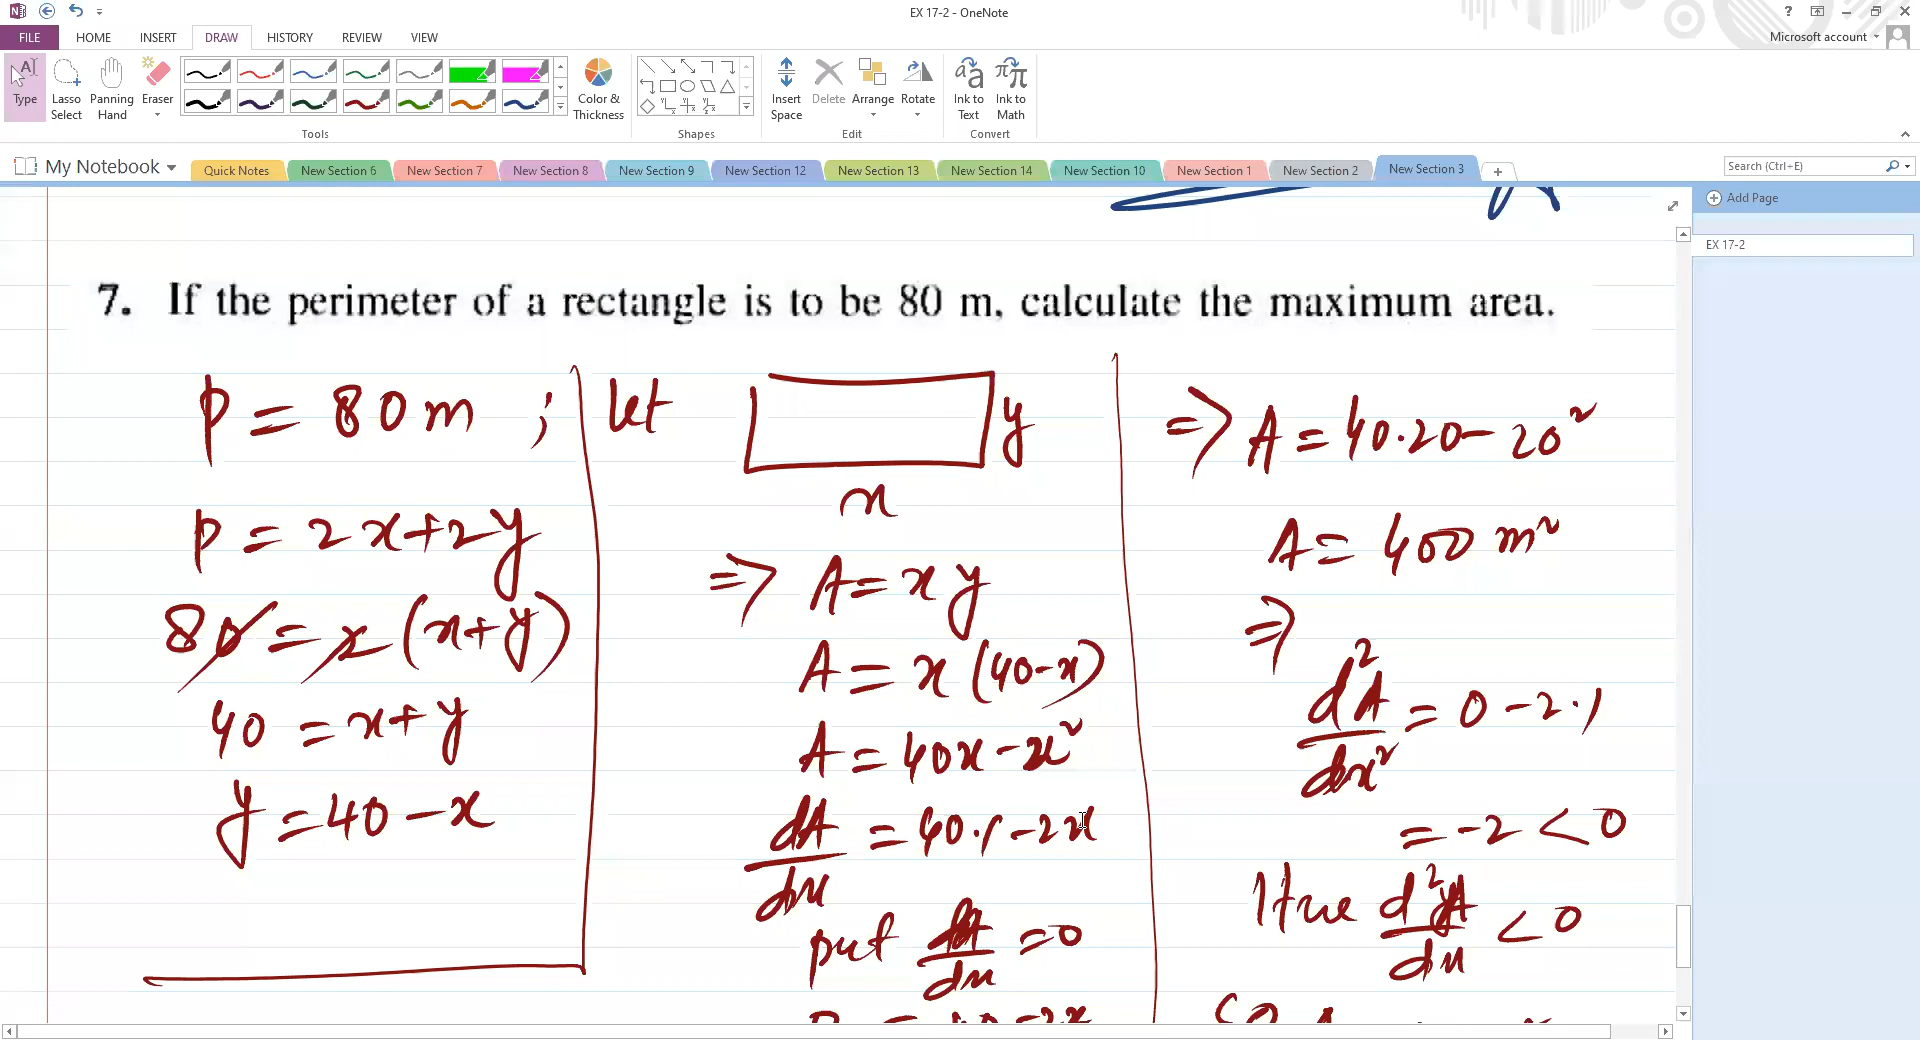 EX 17-2 - OneNote
FILE HOME INSERT DRAW HISTORY REVIEW VIEW
Microsoft account
Type
Lasso Select
Panning Hand
Eraser
Color & Thickness
Insert Space
Delete
Arrange
Rotate
Ink to Text
Ink to Math
Tools Shapes Edit Convert
My Notebook
Quick Notes New Section 6 New Section 7 New Section 8 New Section 9 New Section 12 New Section 13 New Section 14 New Section 10 New Section 1 New Section 2 New Section 3
Search (Ctrl+E)
Add Page
EX 17-2
7. If the perimeter of a rectangle is to be 80 m, calculate the maximum area.
P = 80 m ;
P = 2x+2y
80 = 2 (x+y)
40 = x+y
y = 40 - x
let
y
x
=> A = x y
A = x (40-x)
A = 40x - x²
dA/dx = 40.1 - 2x
put dA/dx = 0
=> A = 40.20 - 20²
A = 400 m²
=>
d²A/dx² = 0 - 2.1
= -2 < 0
d²A/dx < 0